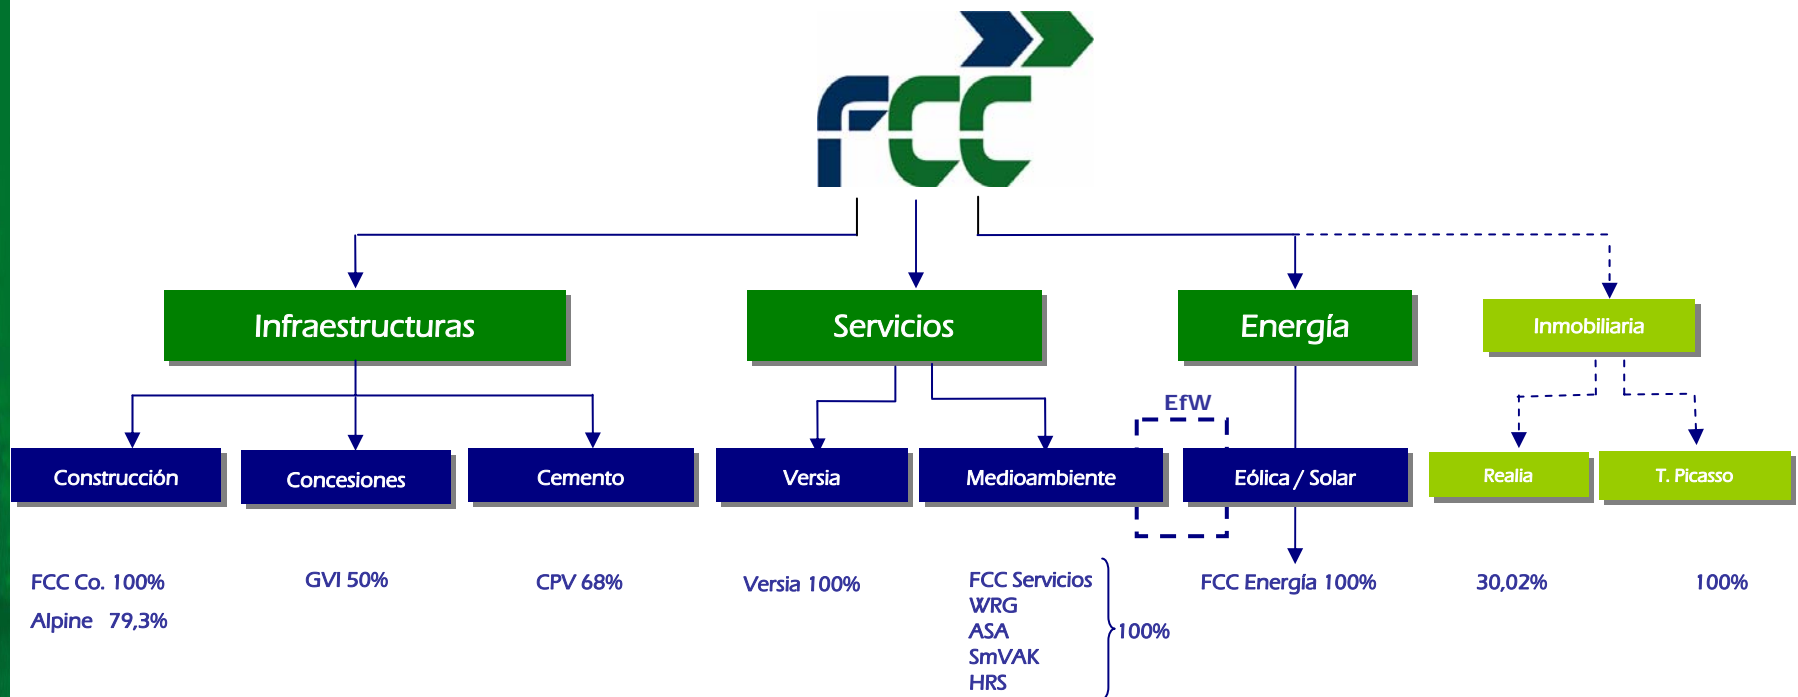 FCC
Infraestructuras
Servicios
Energía
Inmobiliaria
EfW
Construcción
Concesiones
Cemento
Versia
Medioambiente
Eólica / Solar
Realia
T. Picasso
FCC Co. 100%
Alpine 79,3%
GVI 50%
CPV 68%
Versia 100%
FCC Servicios
WRG
ASA
SmVAK
HRS
100%
FCC Energía 100%
30,02%
100%